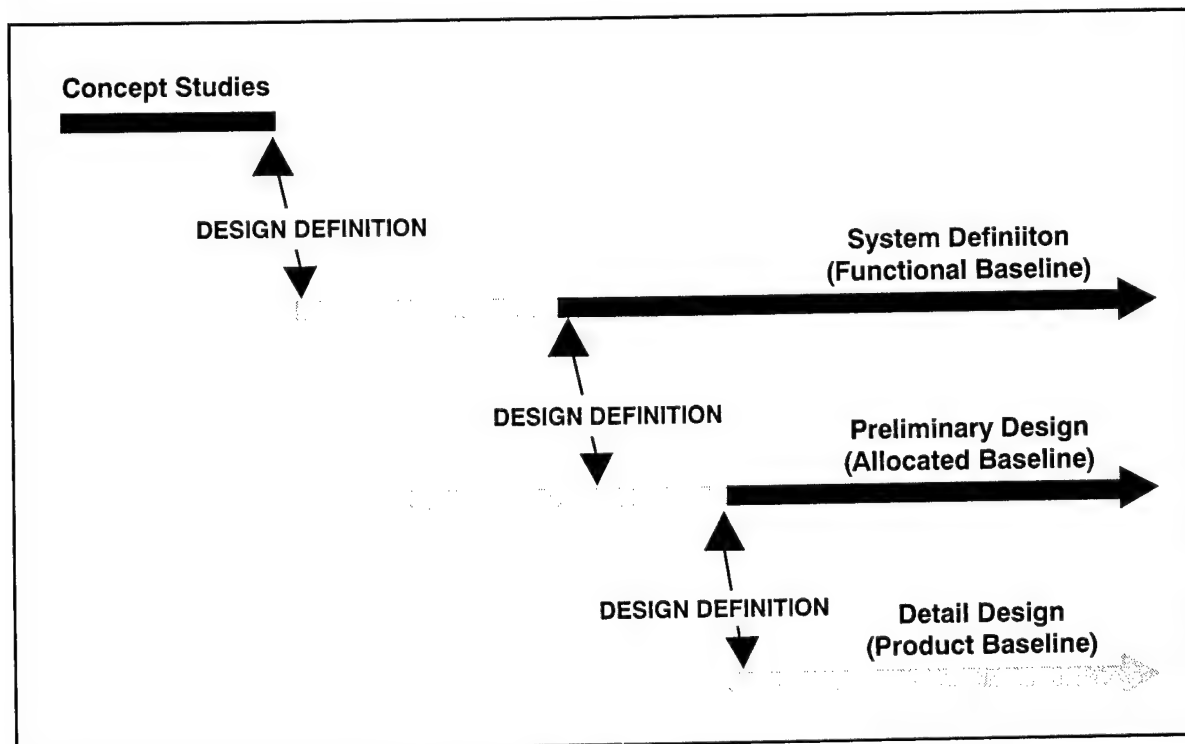 Concept Studies
DESIGN DEFINITION
System Definiiton
(Functional Baseline)
DESIGN DEFINITION
Preliminary Design
(Allocated Baseline)
DESIGN DEFINITION
Detail Design
(Product Baseline)